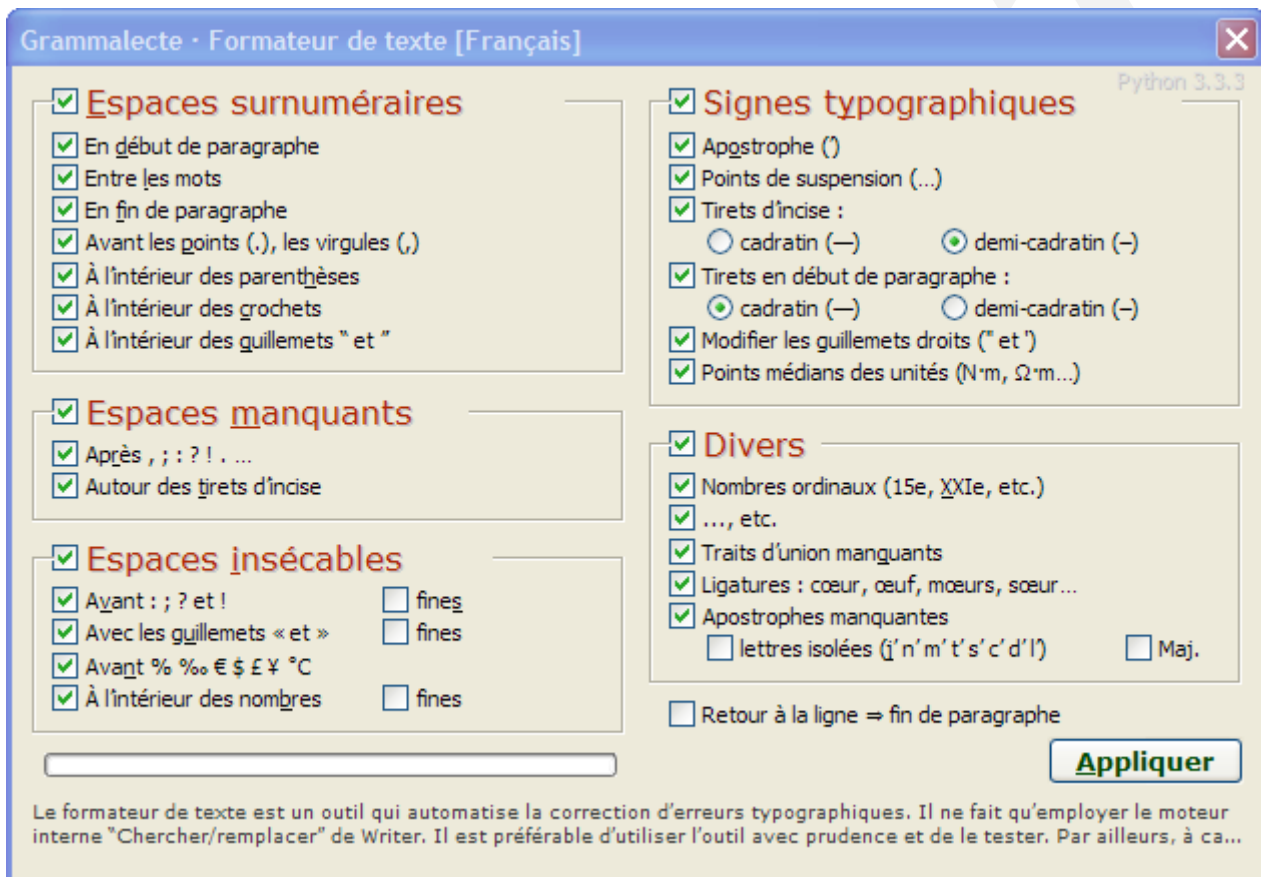 Grammalecte · Formateur de texte [Français]
Python 3.3.3
Espaces surnuméraires
En début de paragraphe
Entre les mots
En fin de paragraphe
Avant les points (.), les virgules (,)
À l’intérieur des parenthèses
À l’intérieur des crochets
À l’intérieur des guillemets “ et ”
Espaces manquants
Après , ; : ? ! . …
Autour des tirets d’incise
Espaces insécables
Avant : ; ? et ! fines
Avec les guillemets « et » fines
Avant % ‰ € $ £ ¥ °C
À l’intérieur des nombres fines
Signes typographiques
Apostrophe (’)
Points de suspension (…)
Tirets d’incise :
cadratin (—) demi-cadratin (–)
Tirets en début de paragraphe :
cadratin (—) demi-cadratin (–)
Modifier les guillemets droits (" et ')
Points médians des unités (N·m, Ω·m…)
Divers
Nombres ordinaux (15e, XXIe, etc.)
…, etc.
Traits d’union manquants
Ligatures : cœur, œuf, mœurs, sœur…
Apostrophes manquantes
lettres isolées (j’ n’ m’ t’ s’ c’ d’ l’) Maj.
Retour à la ligne ⇒ fin de paragraphe
Appliquer
Le formateur de texte est un outil qui automatise la correction d’erreurs typographiques. Il ne fait qu’employer le moteur
interne “Chercher/remplacer” de Writer. Il est préférable d’utiliser l’outil avec prudence et de le tester. Par ailleurs, à ca...